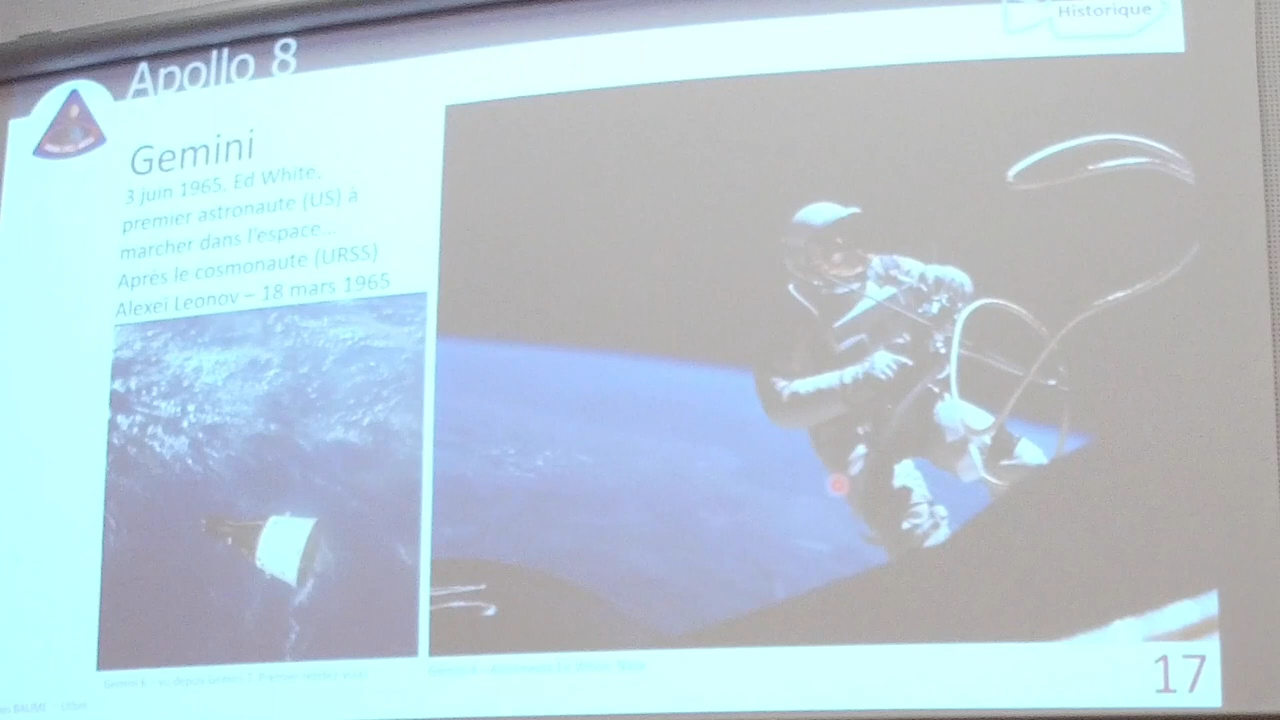 Historique
Apollo 8
Gemini
3 juin 1965, Ed White,
premier astronaute (US) à
marcher dans l'espace...
Après le cosmonaute (URSS)
Alexei Leonov – 18 mars 1965
17
BAUME